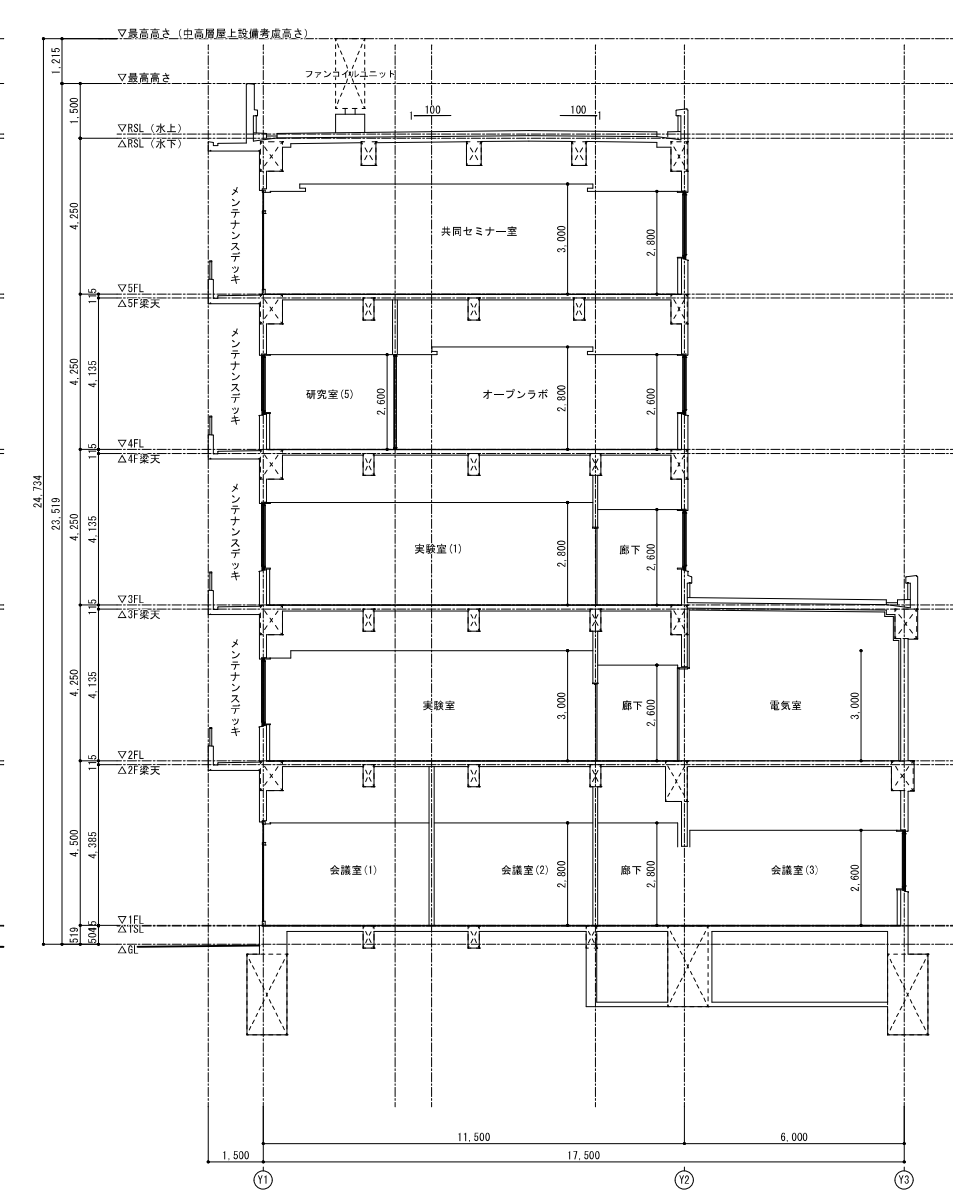 ▽最高高さ（中高層屋上設備考慮高さ）
1,215
ファンコイルユニット
▽最高高さ
1,500
1 100
100 1
▽RSL（水上）
△RSL（水下）
4,250
メンテナンスデッキ
共同セミナー室
3,000
2,800
▽5FL
115
△5F梁天
4,250
4,135
メンテナンスデッキ
研究室(5)
2,600
オープンラボ
2,800
2,600
▽4FL
115
△4F梁天
24,734
23,519
4,250
4,135
メンテナンスデッキ
実験室(1)
2,800
廊下
2,600
▽3FL
115
△3F梁天
4,250
4,135
メンテナンスデッキ
実験室
3,000
廊下
2,600
電気室
3,000
▽2FL
115
△2F梁天
4,500
4,385
会議室(1)
会議室(2)
2,800
廊下
2,800
会議室(3)
2,600
▽1FL
△1SL
519
504
△GL
11,500
6,000
1,500
17,500
Y1
Y2
Y3